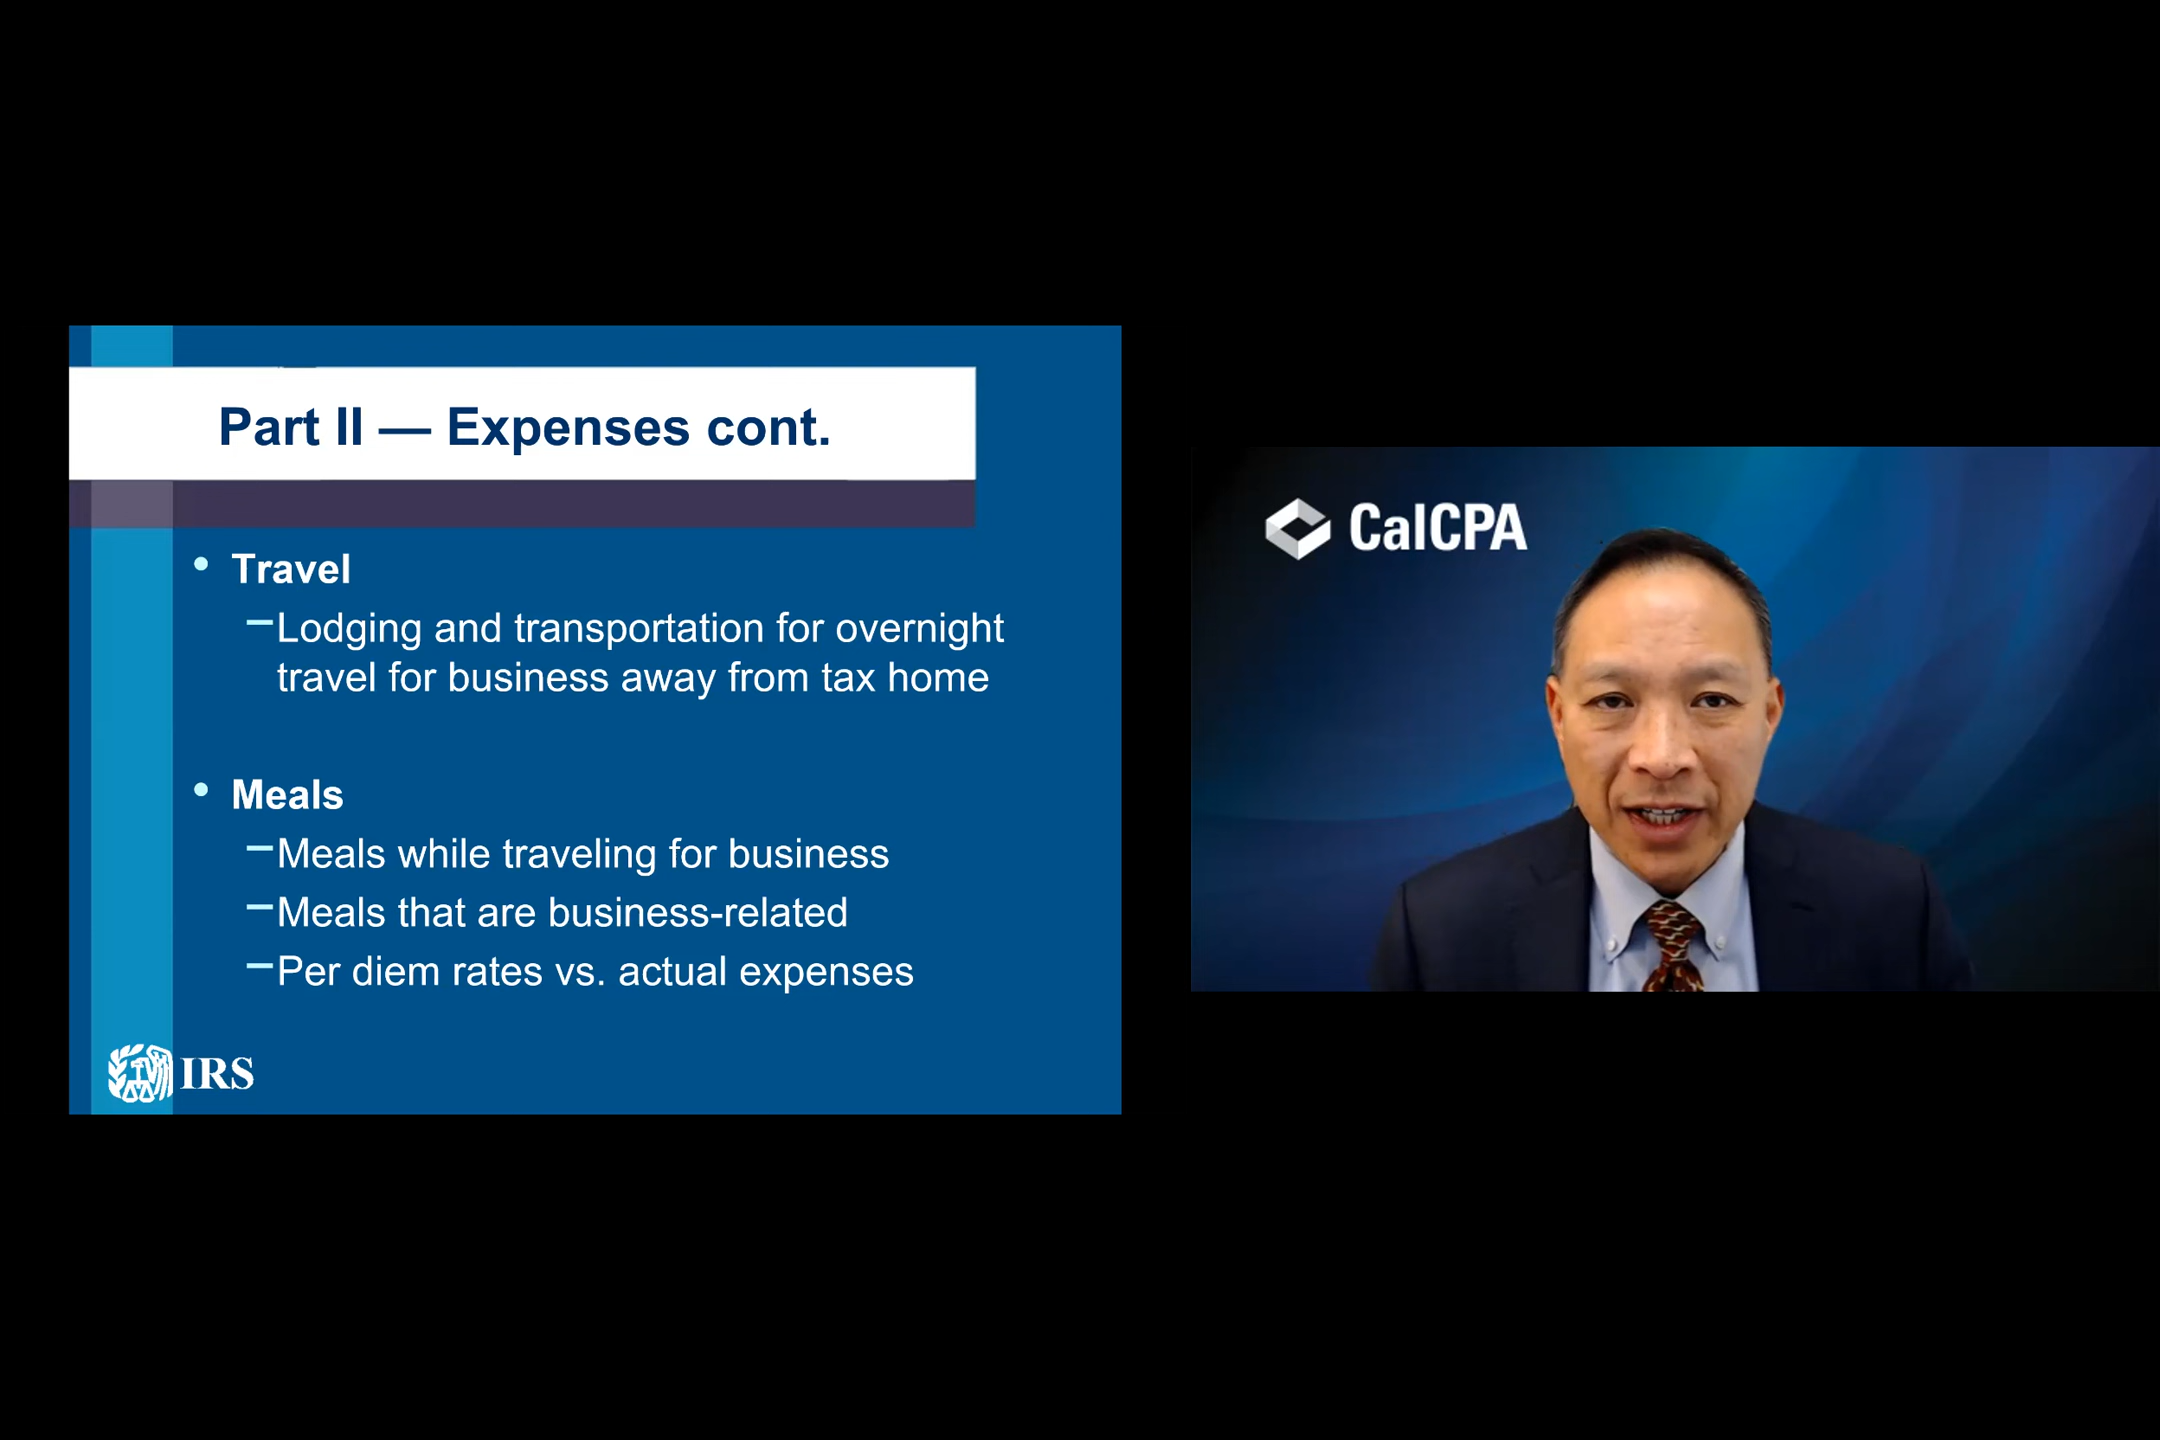 Part II — Expenses cont.
• Travel
–Lodging and transportation for overnight
travel for business away from tax home
• Meals
–Meals while traveling for business
–Meals that are business-related
–Per diem rates vs. actual expenses
IRS
CalCPA